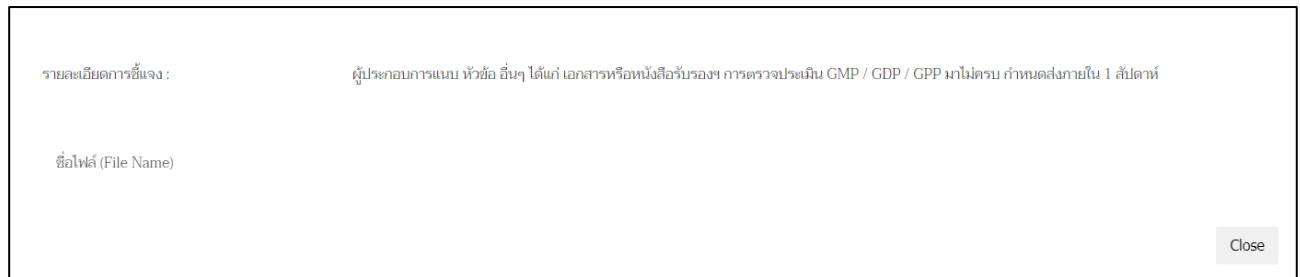 รายละเอียดการชี้แจง : ผู้ประกอบการแนบ หัวข้อ อื่นๆ ได้แก่ เอกสารหรือหนังสือรับรองฯ การตรวจประเมิน GMP / GDP / GPP มาไม่ครบ กำหนดส่งภายใน 1 สัปดาห์
ชื่อไฟล์ (File Name)
Close